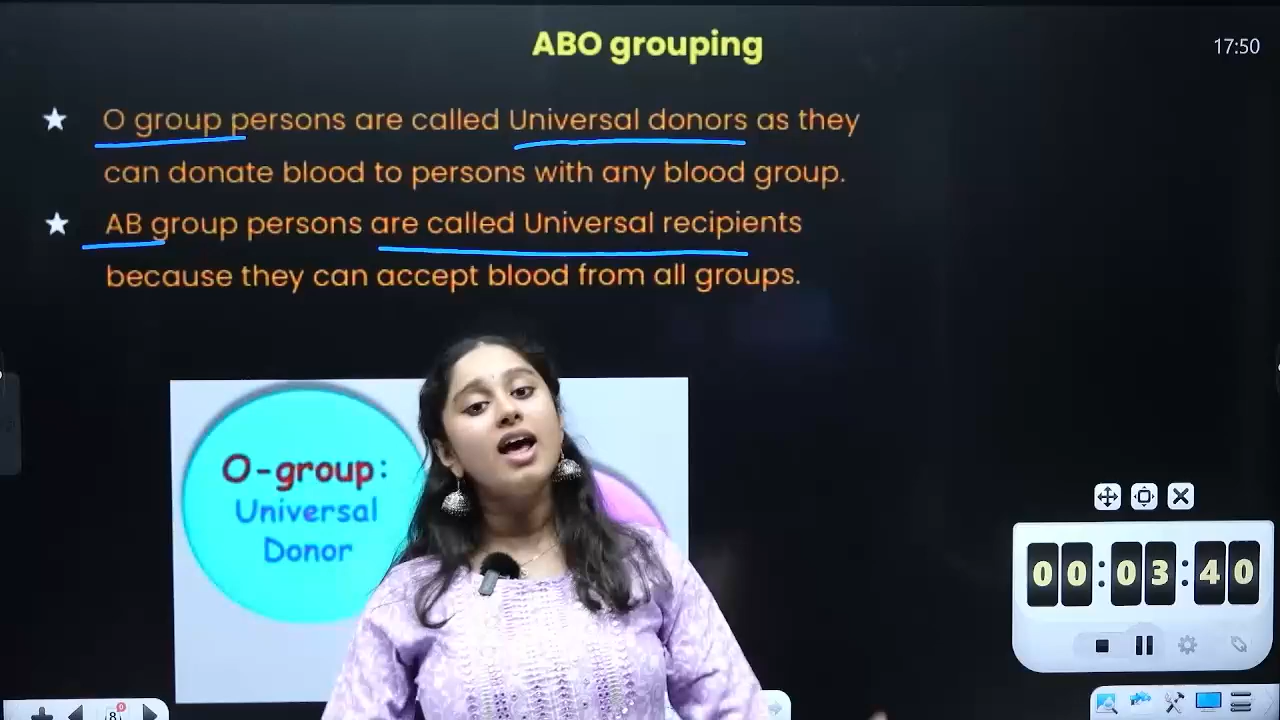 ABO grouping
17:50
★ O group persons are called Universal donors as they
can donate blood to persons with any blood group.
★ AB group persons are called Universal recipients
because they can accept blood from all groups.
O-group:
Universal
Donor
00:03:40
8